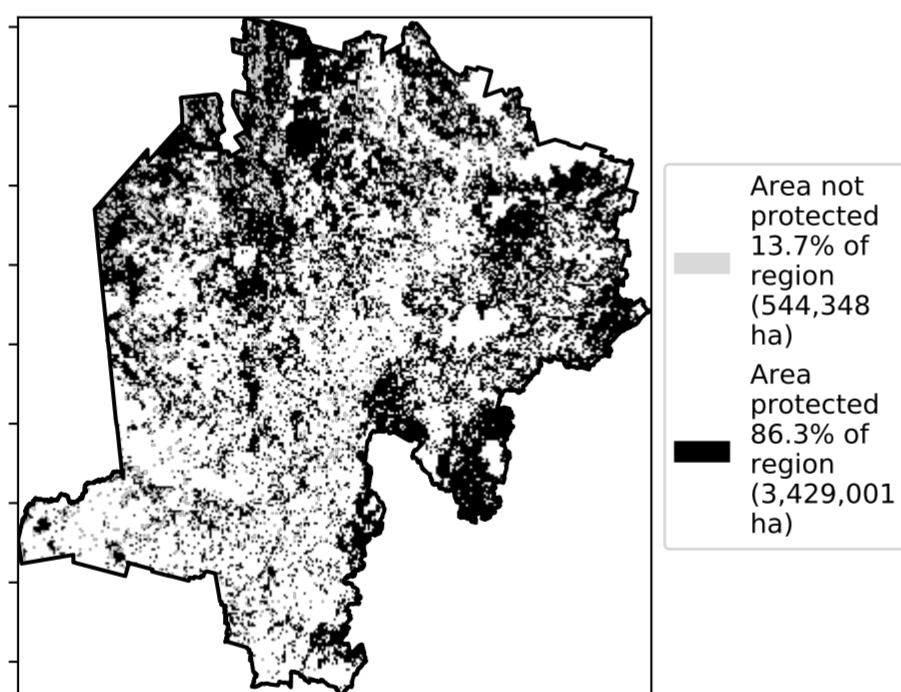 Area not
protected
13.7% of
region
(544,348
ha)
Area
protected
86.3% of
region
(3,429,001
ha)